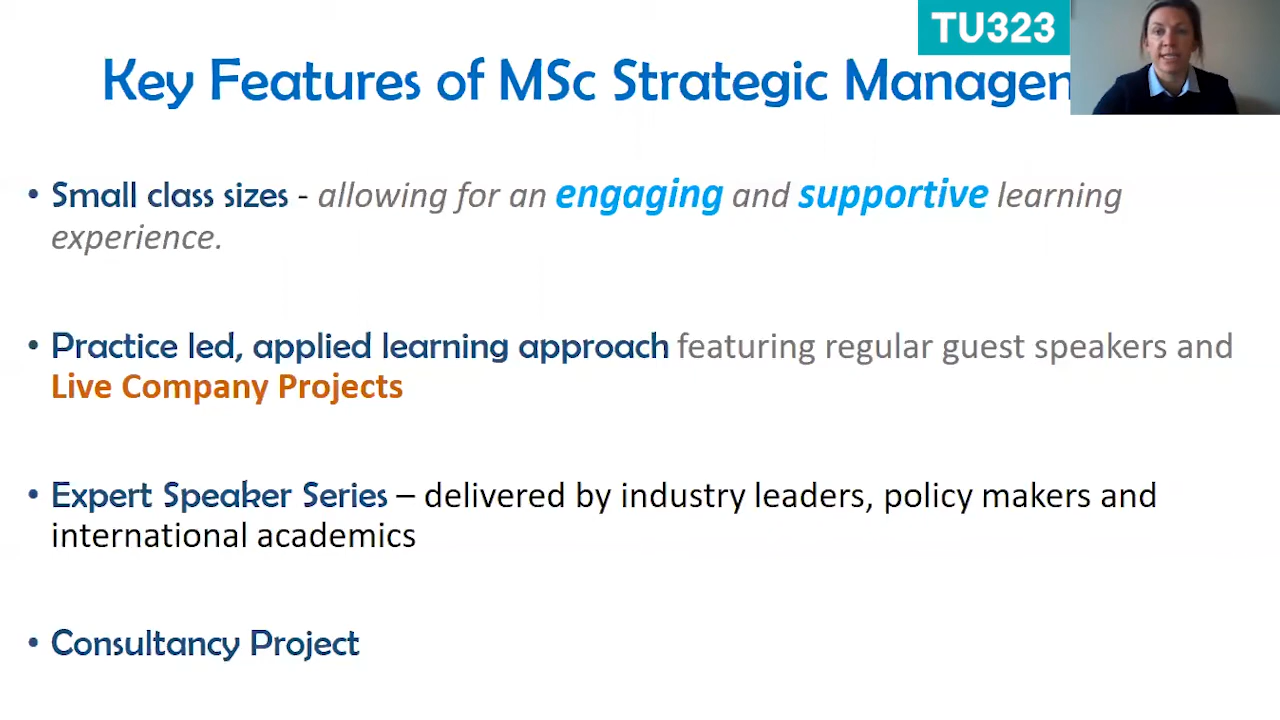 TU323
Key Features of MSc Strategic Managen
• Small class sizes - allowing for an engaging and supportive learning
experience.
• Practice led, applied learning approach featuring regular guest speakers and
Live Company Projects
• Expert Speaker Series – delivered by industry leaders, policy makers and
international academics
• Consultancy Project